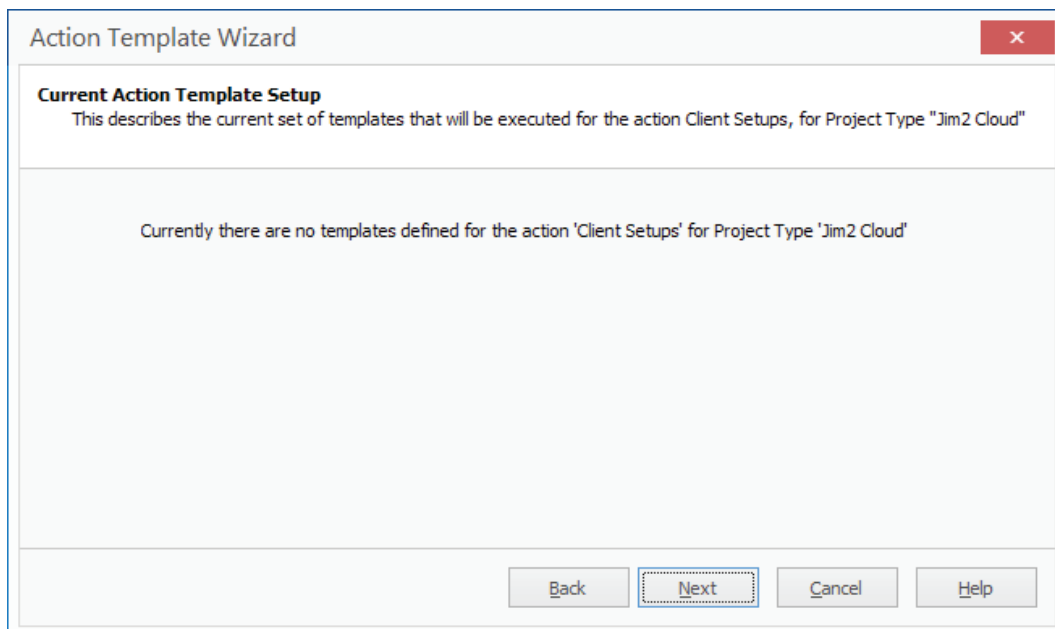 Action Template Wizard
Current Action Template Setup
This describes the current set of templates that will be executed for the action Client Setups, for Project Type "Jim2 Cloud"
Currently there are no templates defined for the action 'Client Setups' for Project Type 'Jim2 Cloud'
Back Next Cancel Help